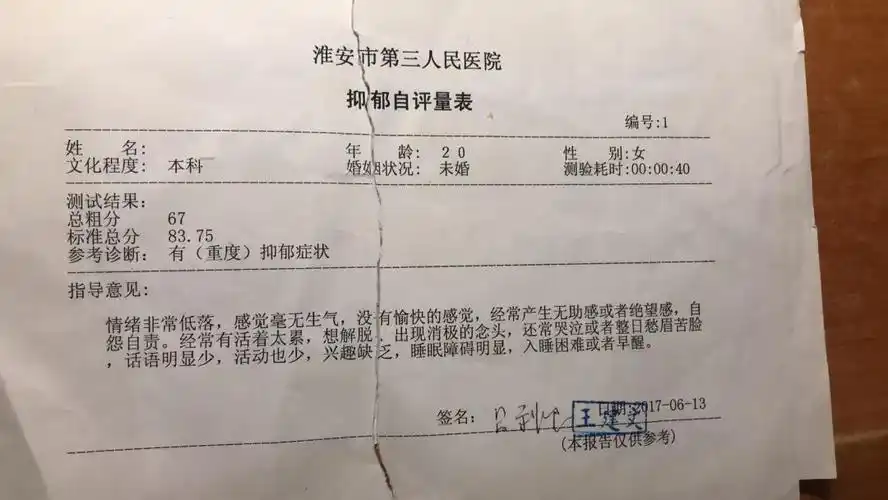 淮安市第三人民医院
抑郁自评量表
编号:1
姓 名: 年 龄: 20 性 别:女
文化程度: 本科 婚姻状况: 未婚 测验耗时:00:00:40
测试结果:
总粗分 67
标准总分 83.75
参考诊断: 有（重度）抑郁症状
指导意见:
情绪非常低落，感觉毫无生气，没有愉快的感觉，经常产生无助感或者绝望感，自
怨自责。经常有活着太累，想解脱、出现消极的念头，还常哭泣或者整日愁眉苦脸
，话语明显少，活动也少，兴趣缺乏，睡眠障碍明显，入睡困难或者早醒。
日期:2017-06-13
签名: 王建
(本报告仅供参考)